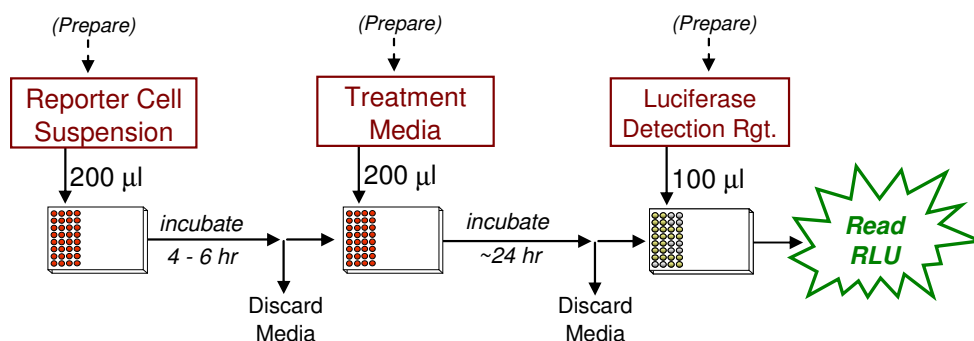 (Prepare)
(Prepare)
(Prepare)
Reporter Cell
Suspension
Treatment
Media
Luciferase
Detection Rgt.
200 µl
200 µl
100 µl
incubate
4 - 6 hr
incubate
~24 hr
Read
RLU
Discard
Media
Discard
Media